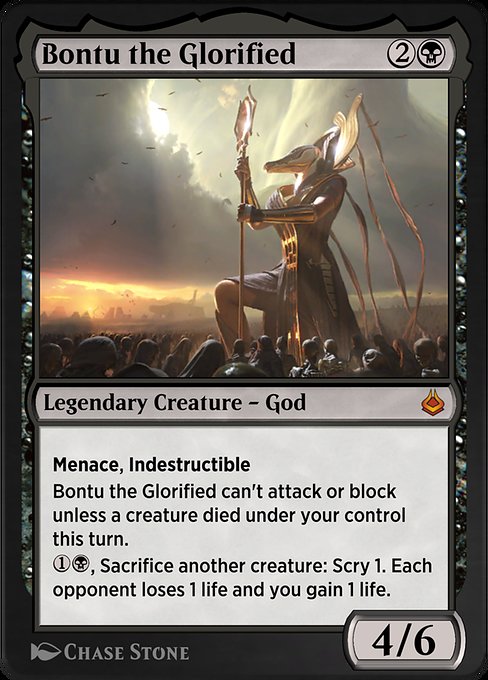 Bontu the Glorified 2
Legendary Creature – God
Menace, Indestructible
Bontu the Glorified can't attack or block
unless a creature died under your control
this turn.
1, Sacrifice another creature: Scry 1. Each
opponent loses 1 life and you gain 1 life.
4/6
Chase Stone